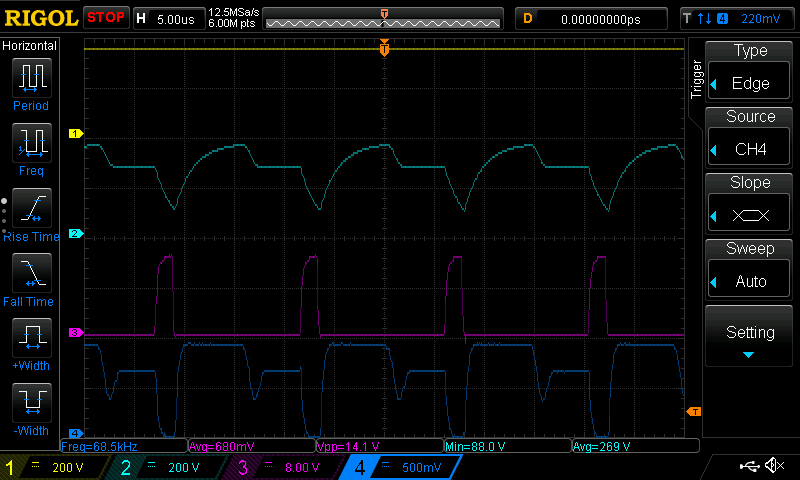 RIGOL STOP H 5.00us 12.5MSa/s 6.00M pts T D 0.00000000ps T 4 220mV
Horizontal
Period
Freq
Rise Time
Fall Time
+Width
-Width
T
1
2
3
4
T
Freq=68.5kHz Avg=680mV Vpp=14.1 V Min=88.0 V Avg=269 V
1 200 V 2 200 V 3 8.00 V 4 500mV
Trigger
Type
Edge
Source
CH4
Slope
Sweep
Auto
Setting